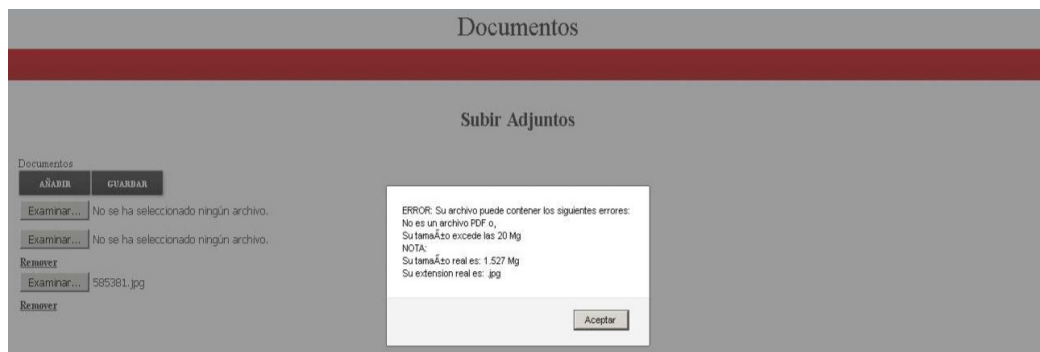 Documentos
Subir Adjuntos
Documentos
AÑADIR GUARDAR
Examinar... No se ha seleccionado ningún archivo.
Examinar... No se ha seleccionado ningún archivo.
Remover
Examinar... 585381.jpg
Remover
ERROR: Su archivo puede contener los siguientes errores:
No es un archivo PDF o,
Su tamaÃ±o excede las 20 Mg
NOTA:
Su tamaÃ±o real es: 1.527 Mg
Su extension real es: .jpg
Aceptar